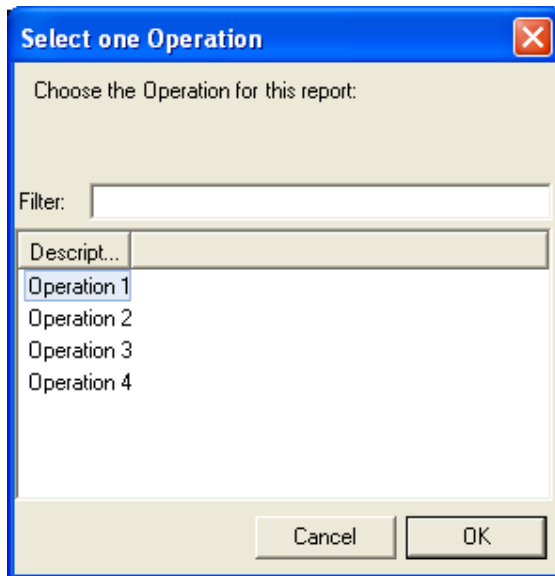 Select one Operation
Choose the Operation for this report:
Filter:
Descript...
Operation 1
Operation 2
Operation 3
Operation 4
Cancel OK